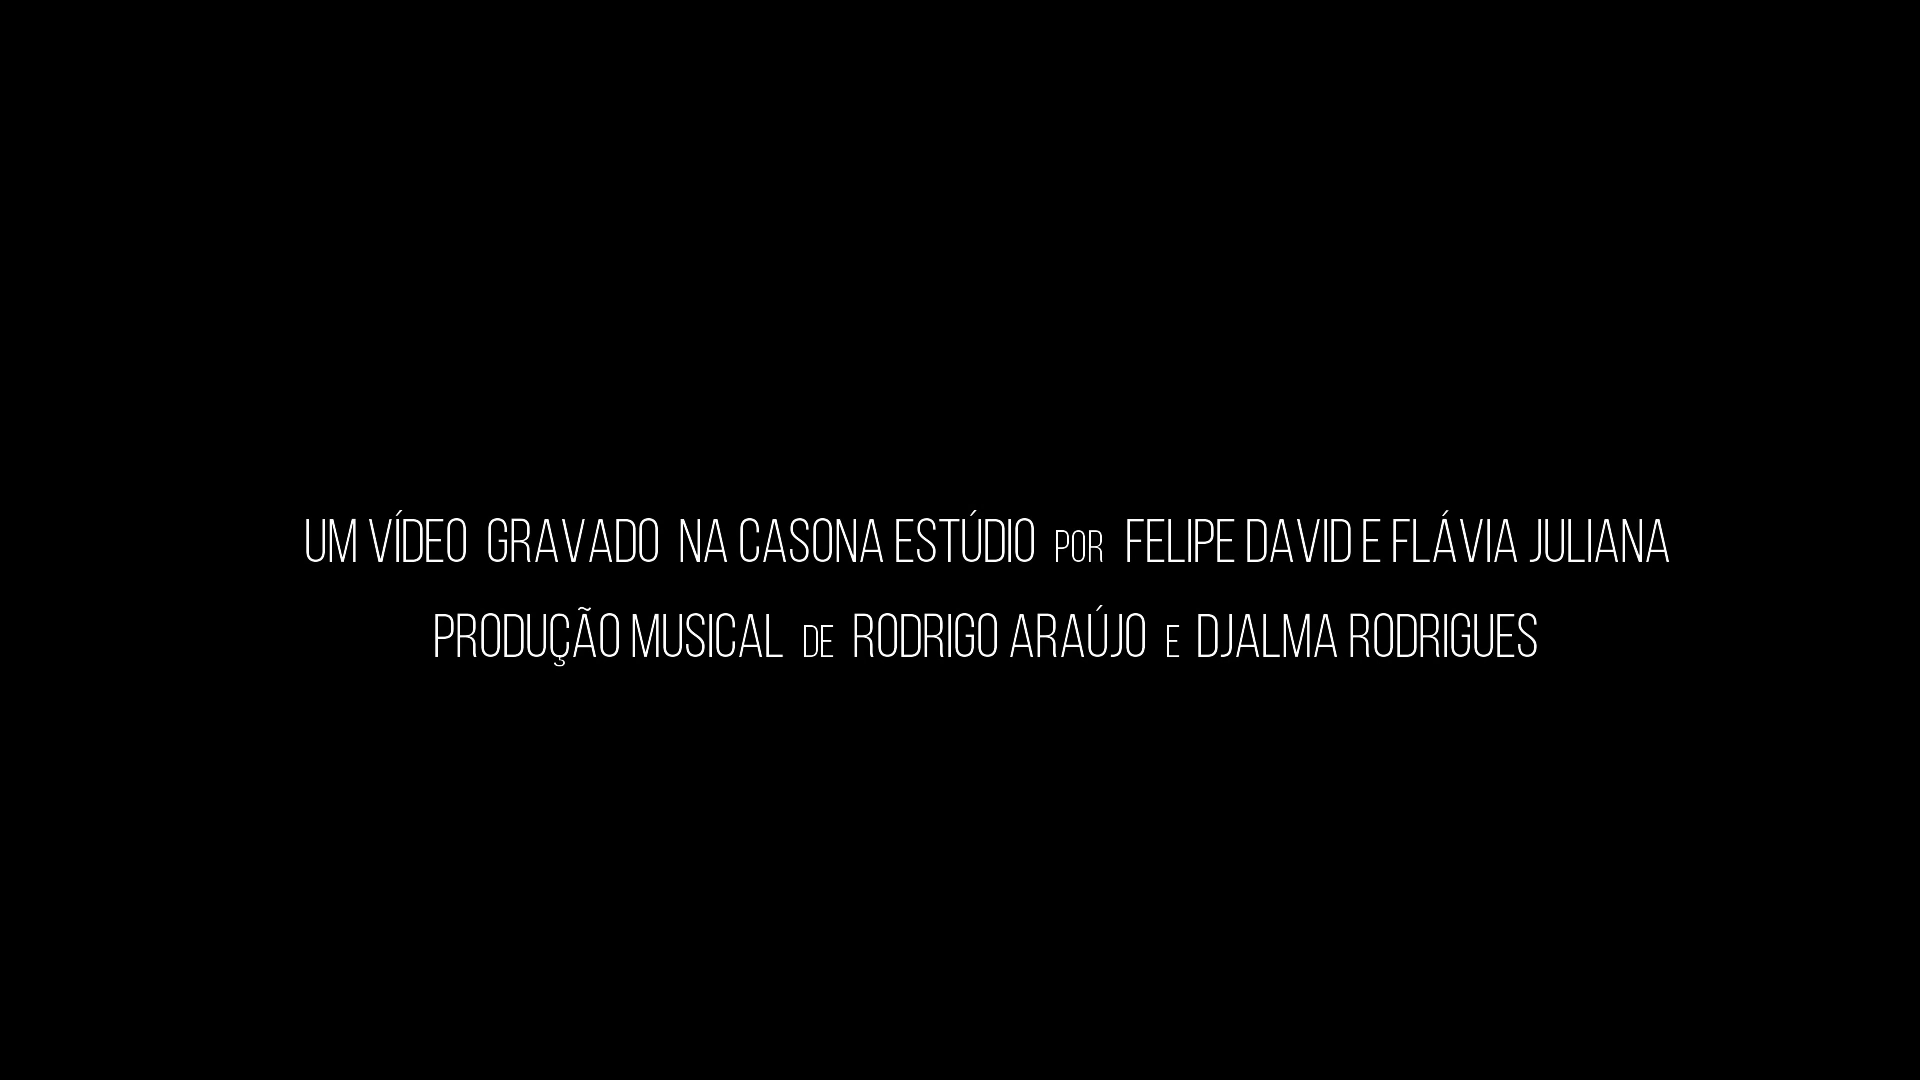 UM VÍDEO GRAVADO NA CASONA ESTÚDIO POR FELIPE DAVID E FLÁVIA JULIANA
PRODUÇÃO MUSICAL DE RODRIGO ARAÚJO E DJALMA RODRIGUES